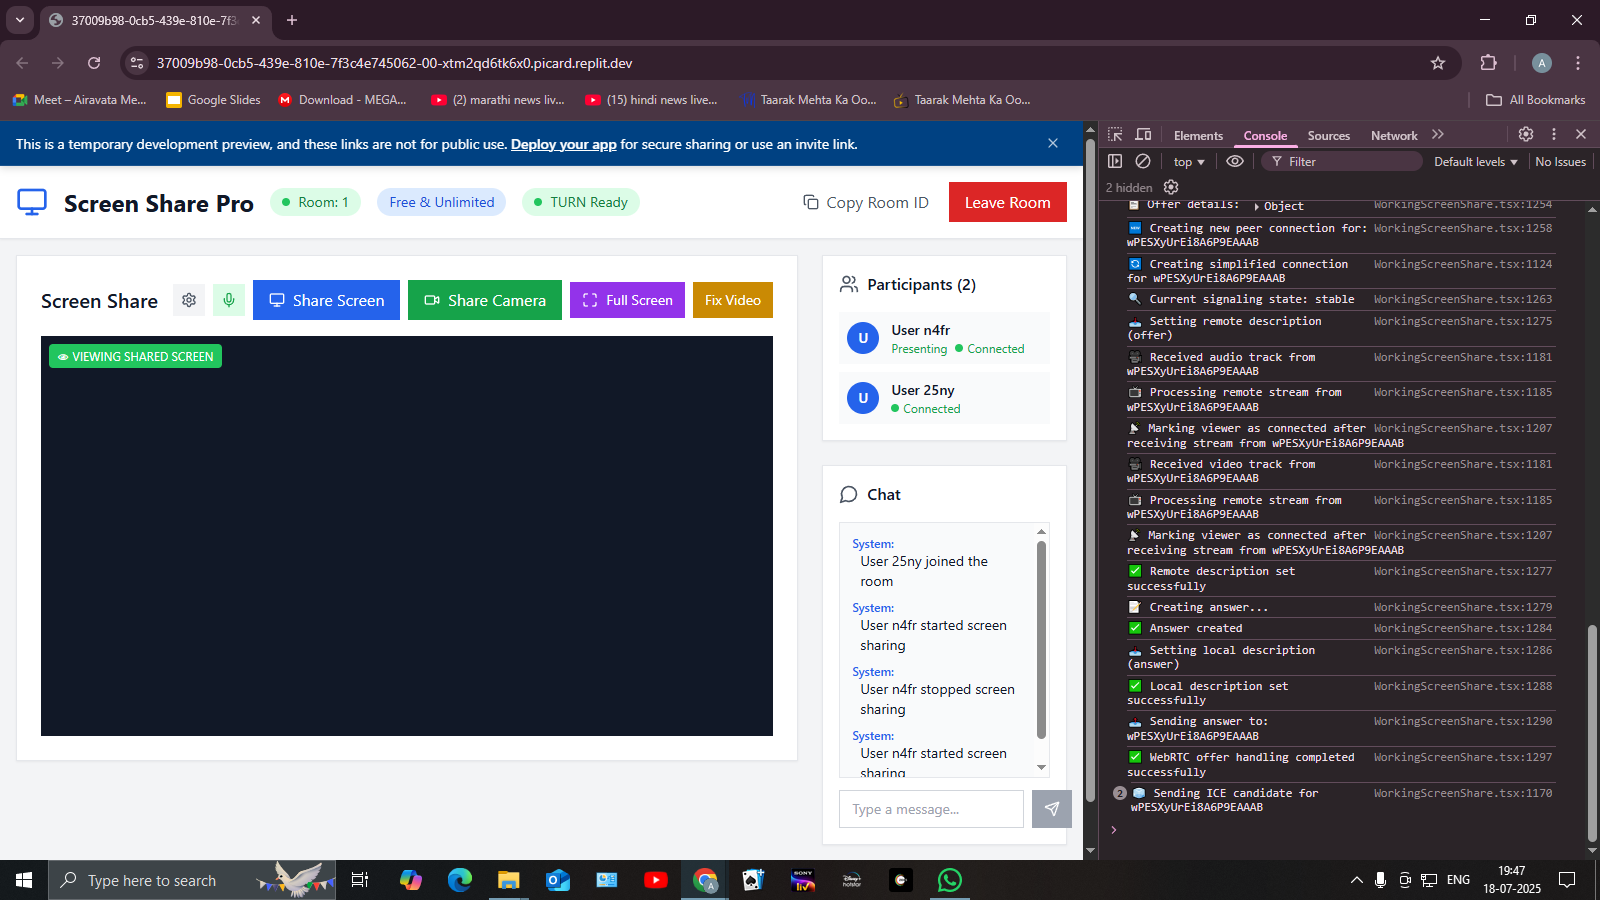 37009b98-0cb5-439e-810e-7f3
37009b98-0cb5-439e-810e-7f3c4e745062-00-xtm2qd6tk6x0.picard.replit.dev
A
Meet – Airavata Me...
Google Slides
Download - MEGA...
(2) marathi news liv...
(15) hindi news live...
Taarak Mehta Ka Oo...
Taarak Mehta Ka Oo...
All Bookmarks
This is a temporary development preview, and these links are not for public use. Deploy your app for secure sharing or use an invite link.
Screen Share Pro
Room: 1
Free & Unlimited
TURN Ready
Copy Room ID
Leave Room
Screen Share
Share Screen
Share Camera
Full Screen
Fix Video
VIEWING SHARED SCREEN
Participants (2)
U
User n4fr
Presenting
Connected
U
User 25ny
Connected
Chat
System:
User 25ny joined the
room
System:
User n4fr started screen
sharing
System:
User n4fr stopped screen
sharing
System:
User n4fr started screen
sharing
Type a message...
Elements
Console
Sources
Network
top
Filter
Default levels
No Issues
2 hidden
Offer details: Object WorkingScreenShare.tsx:1254
Creating new peer connection for: WorkingScreenShare.tsx:1258
wPESXyUrEi8A6P9EAAAB
Creating simplified connection WorkingScreenShare.tsx:1124
for wPESXyUrEi8A6P9EAAAB
Current signaling state: stable WorkingScreenShare.tsx:1263
Setting remote description WorkingScreenShare.tsx:1275
(offer)
Received audio track from WorkingScreenShare.tsx:1181
wPESXyUrEi8A6P9EAAAB
Processing remote stream from WorkingScreenShare.tsx:1185
wPESXyUrEi8A6P9EAAAB
Marking viewer as connected after WorkingScreenShare.tsx:1207
receiving stream from wPESXyUrEi8A6P9EAAAB
Received video track from WorkingScreenShare.tsx:1181
wPESXyUrEi8A6P9EAAAB
Processing remote stream from WorkingScreenShare.tsx:1185
wPESXyUrEi8A6P9EAAAB
Marking viewer as connected after WorkingScreenShare.tsx:1207
receiving stream from wPESXyUrEi8A6P9EAAAB
Remote description set WorkingScreenShare.tsx:1277
successfully
Creating answer... WorkingScreenShare.tsx:1279
Answer created WorkingScreenShare.tsx:1284
Setting local description WorkingScreenShare.tsx:1286
(answer)
Local description set WorkingScreenShare.tsx:1288
successfully
Sending answer to: WorkingScreenShare.tsx:1290
wPESXyUrEi8A6P9EAAAB
WebRTC offer handling completed WorkingScreenShare.tsx:1297
successfully
2 Sending ICE candidate for WorkingScreenShare.tsx:1170
wPESXyUrEi8A6P9EAAAB
Type here to search
SONY
liv
hotstar
ENG
19:47
18-07-2025